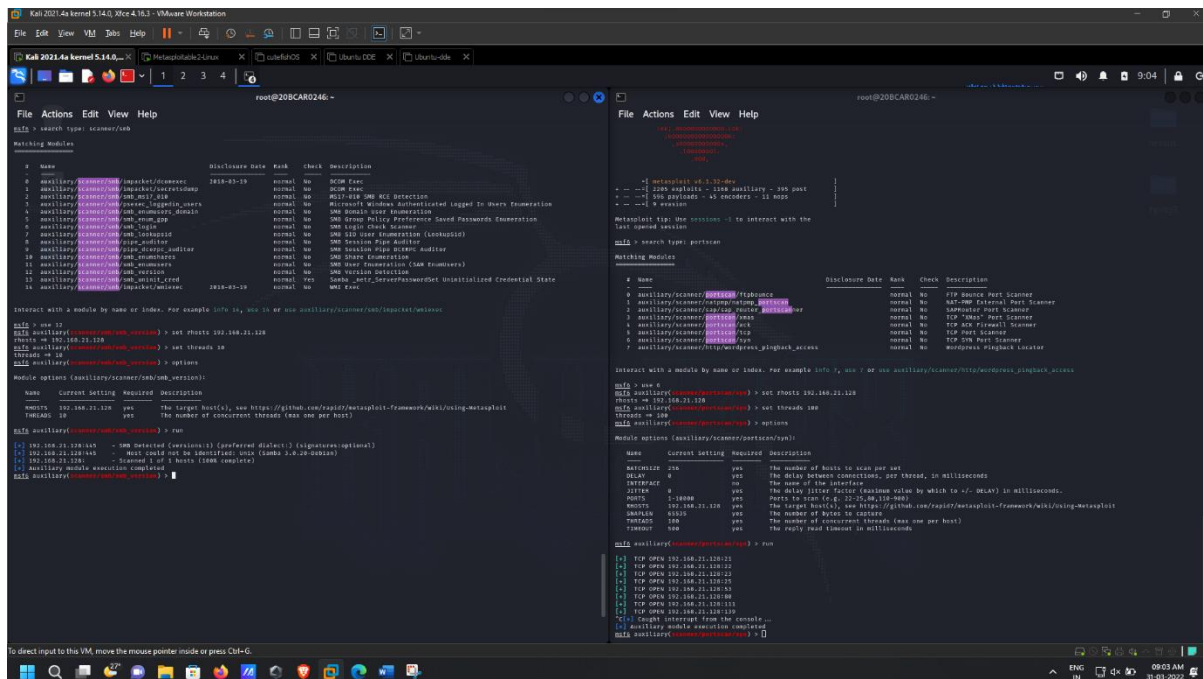 Kali 2021.4a kernel 5.14.0, Xfce 4.16.3 - VMware Workstation
File Edit View VM Tabs Help
Kali 2021.4a kernel 5.14.0,... Metasploitable2-Linux cutefishOS Ubuntu DDE Ubuntu-dde
1 2 3 4 9:04
root@20BCAR0246: ~
File Actions Edit View Help
msf6 > search type: scanner/smb
Matching Modules
# Name Disclosure Date Rank Check Description
0 auxiliary/scanner/smb/impacket/dcomexec 2018-03-19 normal No DCOM Exec
1 auxiliary/scanner/smb/impacket/secretsdump normal No DCOM Exec
2 auxiliary/scanner/smb/smb_ms17_010 normal No MS17-010 SMB RCE Detection
3 auxiliary/scanner/smb/psexec_loggedin_users normal No Microsoft Windows Authenticated Logged In Users Enumeration
4 auxiliary/scanner/smb/smb_enumusers_domain normal No SMB Domain User Enumeration
5 auxiliary/scanner/smb/smb_enum_gpp normal No SMB Group Policy Preference Saved Passwords Enumeration
6 auxiliary/scanner/smb/smb_login normal No SMB Login Check Scanner
7 auxiliary/scanner/smb/smb_lookupsid normal No SMB SID User Enumeration (LookupSid)
8 auxiliary/scanner/smb/pipe_auditor normal No SMB Session Pipe Auditor
9 auxiliary/scanner/smb/pipe_dcerpc_auditor normal No SMB Session Pipe DCERPC Auditor
10 auxiliary/scanner/smb/smb_enumshares normal No SMB Share Enumeration
11 auxiliary/scanner/smb/smb_enumusers normal No SMB User Enumeration (SAM EnumUsers)
12 auxiliary/scanner/smb/smb_version normal No SMB Version Detection
13 auxiliary/scanner/smb/smb_uninit_cred normal Yes Samba _netr_ServerPasswordSet Uninitialized Credential State
14 auxiliary/scanner/smb/impacket/wmiexec 2018-03-19 normal No WMI Exec
Interact with a module by name or index. For example info 14, use 14 or use auxiliary/scanner/smb/impacket/wmiexec
msf6 > use 12
msf6 auxiliary(scanner/smb/smb_version) > set rhosts 192.168.21.128
rhosts => 192.168.21.128
msf6 auxiliary(scanner/smb/smb_version) > set threads 10
threads => 10
msf6 auxiliary(scanner/smb/smb_version) > options
Module options (auxiliary/scanner/smb/smb_version):
Name Current Setting Required Description
RHOSTS 192.168.21.128 yes The target host(s), see https://github.com/rapid7/metasploit-framework/wiki/Using-Metasploit
THREADS 10 yes The number of concurrent threads (max one per host)
msf6 auxiliary(scanner/smb/smb_version) > run
[*] 192.168.21.128:445 - SMB Detected (versions:1) (preferred dialect:) (signatures:optional)
[*] 192.168.21.128:445 - Host could not be identified: Unix (Samba 3.0.20-Debian)
[*] 192.168.21.128: - Scanned 1 of 1 hosts (100% complete)
[*] Auxiliary module execution completed
msf6 auxiliary(scanner/smb/smb_version) >
root@20BCAR0246: ~
File Actions Edit View Help
=[ metasploit v6.1.32-dev ]
+ -- --=[ 2205 exploits - 1168 auxiliary - 395 post ]
+ -- --=[ 596 payloads - 45 encoders - 11 nops ]
+ -- --=[ 9 evasion ]
Metasploit tip: Use sessions -1 to interact with the
last opened session
msf6 > search type: portscan
Matching Modules
# Name Disclosure Date Rank Check Description
0 auxiliary/scanner/portscan/ftpbounce normal No FTP Bounce Port Scanner
1 auxiliary/scanner/natpmp/natpmp_portscan normal No NAT-PMP External Port Scanner
2 auxiliary/scanner/sap/sap_router_portscanner normal No SAPRouter Port Scanner
3 auxiliary/scanner/portscan/xmas normal No TCP "XMas" Port Scanner
4 auxiliary/scanner/portscan/ack normal No TCP ACK Firewall Scanner
5 auxiliary/scanner/portscan/tcp normal No TCP Port Scanner
6 auxiliary/scanner/portscan/syn normal No TCP SYN Port Scanner
7 auxiliary/scanner/http/wordpress_pingback_access normal No Wordpress Pingback Locator
Interact with a module by name or index. For example info 7, use 7 or use auxiliary/scanner/http/wordpress_pingback_access
msf6 > use 6
msf6 auxiliary(scanner/portscan/syn) > set rhosts 192.168.21.128
rhosts => 192.168.21.128
msf6 auxiliary(scanner/portscan/syn) > set threads 100
threads => 100
msf6 auxiliary(scanner/portscan/syn) > options
Module options (auxiliary/scanner/portscan/syn):
Name Current Setting Required Description
BATCHSIZE 256 yes The number of hosts to scan per set
DELAY 0 yes The delay between connections, per thread, in milliseconds
INTERFACE no The name of the interface
JITTER 0 yes The delay jitter factor (maximum value by which to +/- DELAY) in milliseconds.
PORTS 1-10000 yes Ports to scan (e.g. 22-25,80,110-900)
RHOSTS 192.168.21.128 yes The target host(s), see https://github.com/rapid7/metasploit-framework/wiki/Using-Metasploit
SNAPLEN 65535 yes The number of bytes to capture
THREADS 100 yes The number of concurrent threads (max one per host)
TIMEOUT 500 yes The reply read timeout in milliseconds
msf6 auxiliary(scanner/portscan/syn) > run
[+] TCP OPEN 192.168.21.128:21
[+] TCP OPEN 192.168.21.128:22
[+] TCP OPEN 192.168.21.128:23
[+] TCP OPEN 192.168.21.128:25
[+] TCP OPEN 192.168.21.128:53
[+] TCP OPEN 192.168.21.128:80
[+] TCP OPEN 192.168.21.128:111
[+] TCP OPEN 192.168.21.128:139
^C[*] Caught interrupt from the console...
[*] Auxiliary module execution completed
msf6 auxiliary(scanner/portscan/syn) >
To direct input to this VM, move the mouse pointer inside or press Ctrl+G.
27° ENG IN 09:03 AM 31-03-2022